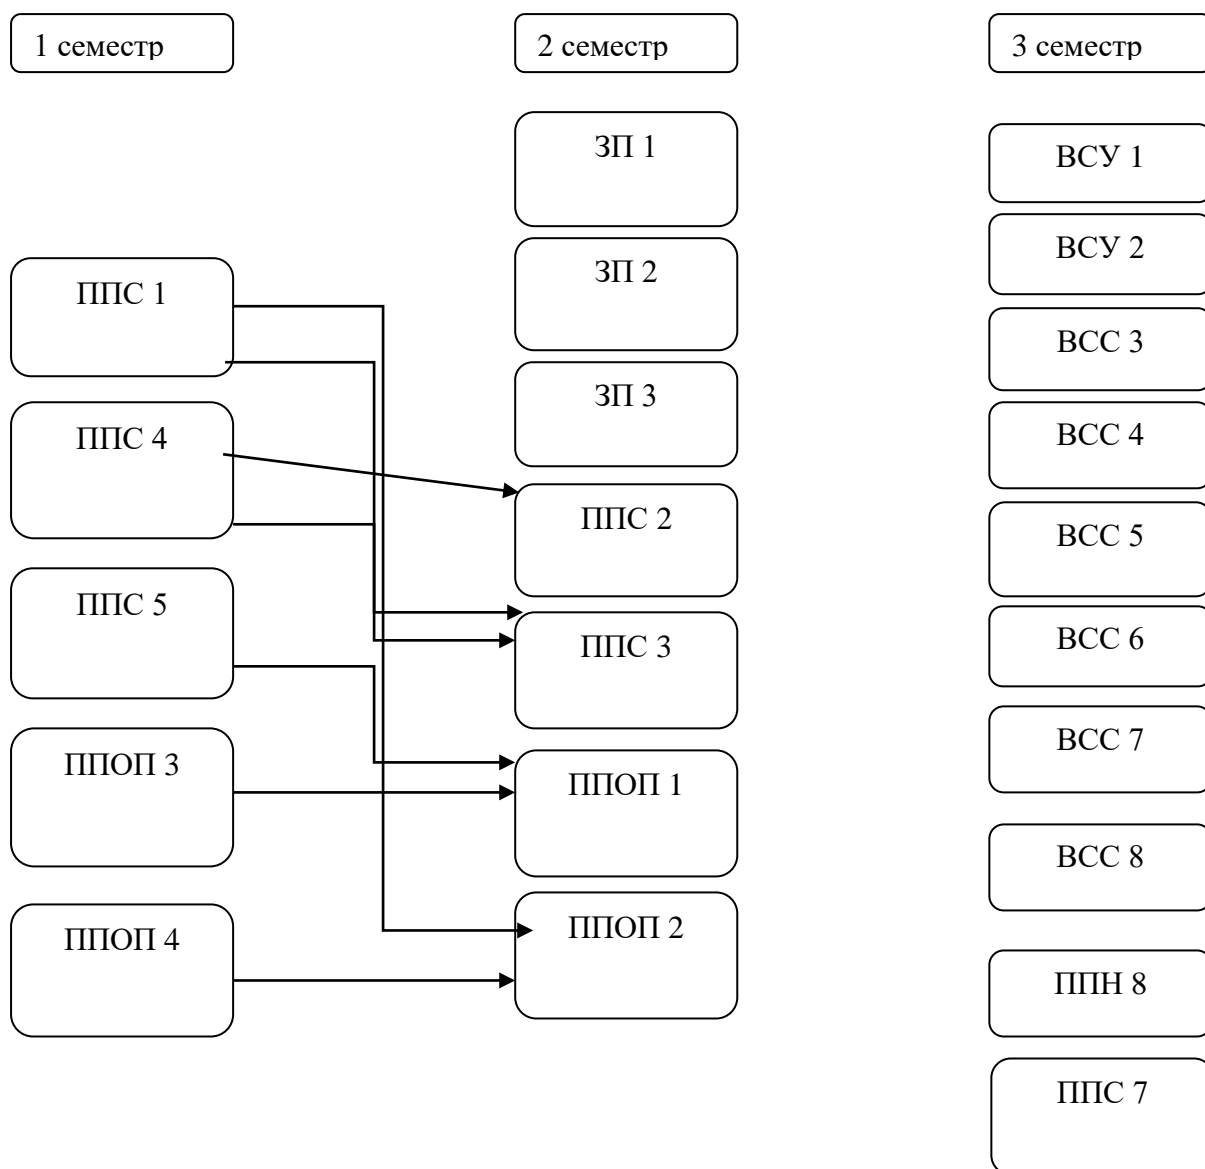 1 семестр
2 семестр
3 семестр
ППС 1
ППС 4
ППС 5
ППОП 3
ППОП 4
ЗП 1
ЗП 2
ЗП 3
ППС 2
ППС 3
ППОП 1
ППОП 2
ВСУ 1
ВСУ 2
ВСС 3
ВСС 4
ВСС 5
ВСС 6
ВСС 7
ВСС 8
ППН 8
ППС 7